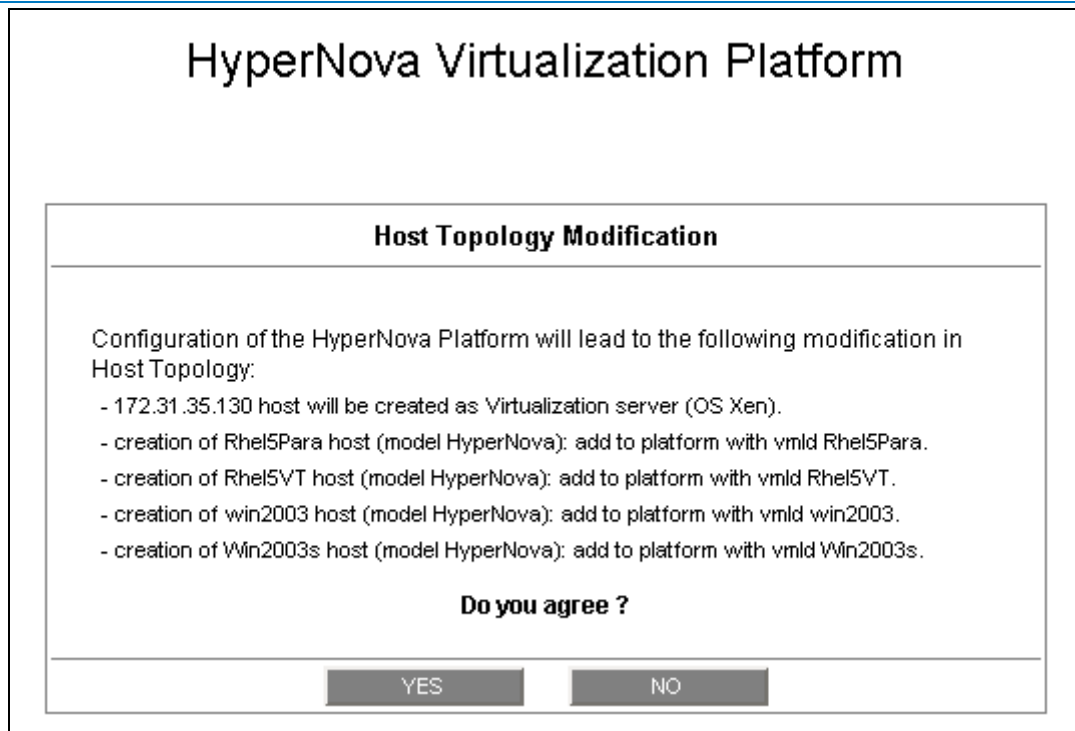 HyperNova Virtualization Platform
Host Topology Modification
Configuration of the HyperNova Platform will lead to the following modification in
Host Topology:
- 172.31.35.130 host will be created as Virtualization server (OS Xen).
- creation of Rhel5Para host (model HyperNova): add to platform with vmId Rhel5Para.
- creation of Rhel5VT host (model HyperNova): add to platform with vmId Rhel5VT.
- creation of win2003 host (model HyperNova): add to platform with vmId win2003.
- creation of Win2003s host (model HyperNova): add to platform with vmId Win2003s.
Do you agree ?
YES NO